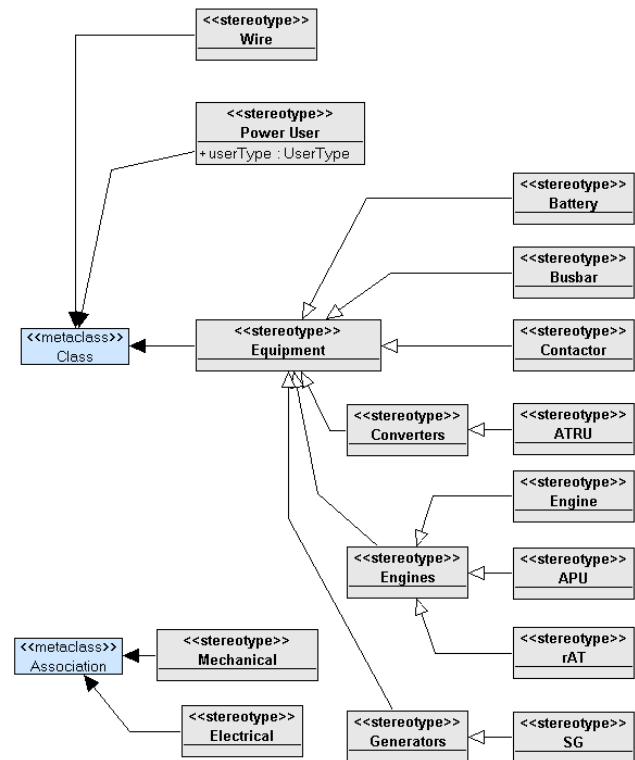 <<stereotype>>
Wire
<<stereotype>>
Power User
+userType : UserType
<<stereotype>>
Battery
<<stereotype>>
Busbar
<<metaclass>>
Class
<<stereotype>>
Equipment
<<stereotype>>
Contactor
<<stereotype>>
Converters
<<stereotype>>
ATRU
<<stereotype>>
Engine
<<stereotype>>
Engines
<<stereotype>>
APU
<<metaclass>>
Association
<<stereotype>>
Mechanical
<<stereotype>>
rAT
<<stereotype>>
Electrical
<<stereotype>>
Generators
<<stereotype>>
SG